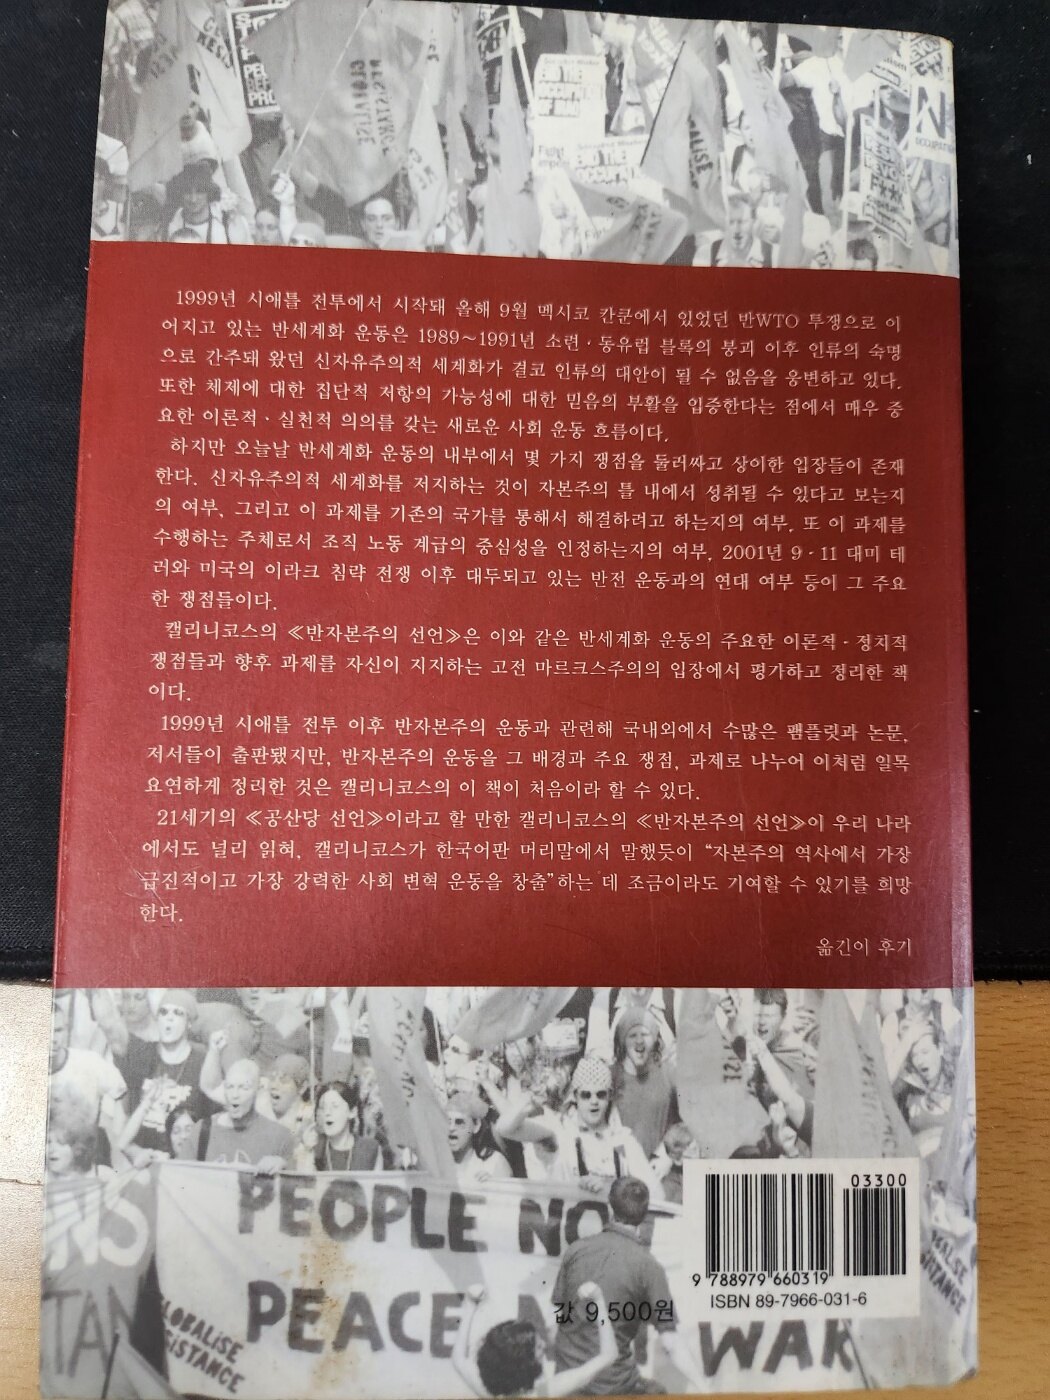 GLOBALISE
RESISTANCE
END THE
OCCUPATION
OF IRAQ
Socialist Worker
END THE
1999년 시애틀 전투에서 시작돼 올해 9월 멕시코 칸쿤에서 있었던 반WTO 투쟁으로 이
어지고 있는 반세계화 운동은 1989~1991년 소련·동유럽 블록의 붕괴 이후 인류의 숙명
으로 간주돼 왔던 신자유주의적 세계화가 결코 인류의 대안이 될 수 없음을 웅변하고 있다.
또한 체제에 대한 집단적 저항의 가능성에 대한 믿음의 부활을 입증한다는 점에서 매우 중
요한 이론적·실천적 의의를 갖는 새로운 사회 운동 흐름이다.
하지만 오늘날 반세계화 운동의 내부에서 몇 가지 쟁점을 둘러싸고 상이한 입장들이 존재
한다. 신자유주의적 세계화를 저지하는 것이 자본주의 틀 내에서 성취될 수 있다고 보는지
의 여부, 그리고 이 과제를 기존의 국가를 통해서 해결하려고 하는지의 여부, 또 이 과제를
수행하는 주체로서 조직 노동 계급의 중심성을 인정하는지의 여부, 2001년 9·11 대미 테
러와 미국의 이라크 침략 전쟁 이후 대두되고 있는 반전 운동과의 연대 여부 등이 그 주요
한 쟁점들이다.
캘리니코스의 ≪반자본주의 선언≫은 이와 같은 반세계화 운동의 주요한 이론적·정치적
쟁점들과 향후 과제를 자신이 지지하는 고전 마르크스주의의 입장에서 평가하고 정리한 책
이다.
1999년 시애틀 전투 이후 반자본주의 운동과 관련해 국내외에서 수많은 팸플릿과 논문,
저서들이 출판됐지만, 반자본주의 운동을 그 배경과 주요 쟁점, 과제로 나누어 이처럼 일목
요연하게 정리한 것은 캘리니코스의 이 책이 처음이라 할 수 있다.
21세기의 ≪공산당 선언≫이라고 할 만한 캘리니코스의 ≪반자본주의 선언≫이 우리 나라
에서도 널리 읽혀, 캘리니코스가 한국어판 머리말에서 말했듯이 “자본주의 역사에서 가장
급진적이고 가장 강력한 사회 변혁 운동을 창출”하는 데 조금이라도 기여할 수 있기를 희망
한다.
옮긴이 후기
PEOPLE NO
PEACE WAR
GLOBALISE
RESISTANCE
03300
9 788979 660319
ISBN 89-7966-031-6
값 9,500원